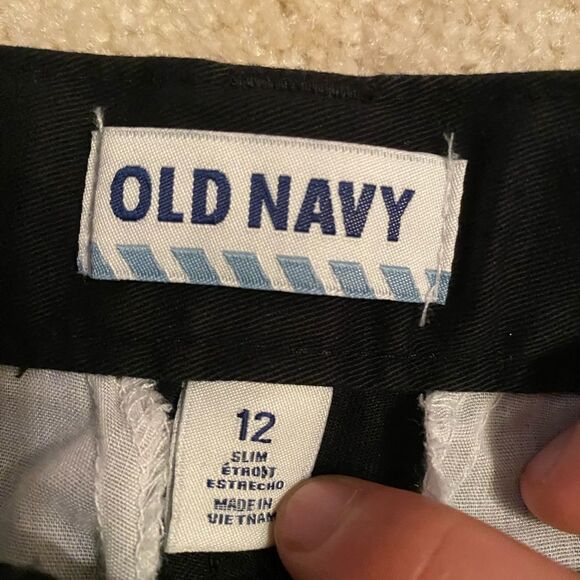 OLD NAVY
12
SLIM
ÉTROIT
ESTRECHO
MADE IN
VIETNAM